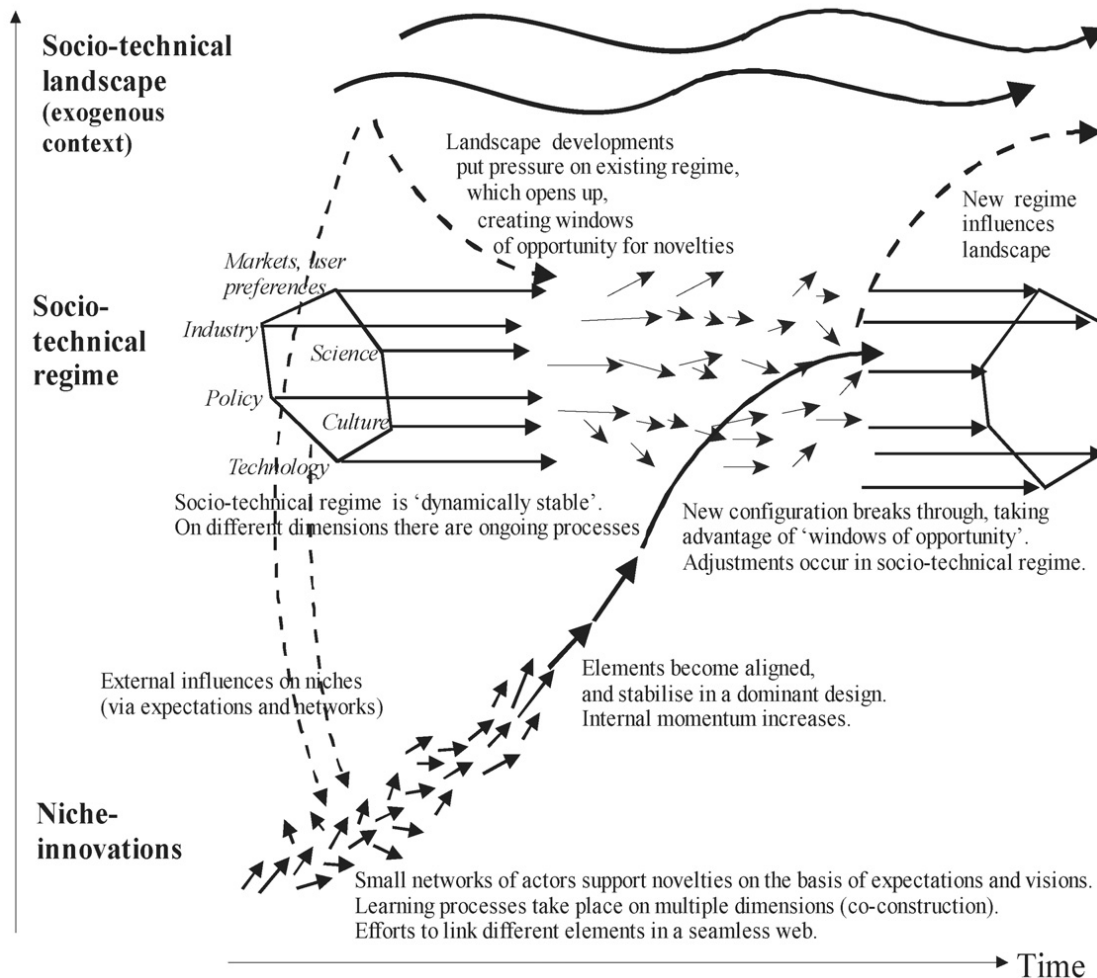 Socio-technical
landscape
(exogenous
context)
Landscape developments
put pressure on existing regime,
which opens up,
creating windows
of opportunity for novelties
New regime
influences
landscape
Markets, user
preferences
Industry
Science
Policy
Culture
Technology
Socio-
technical
regime
Socio-technical regime is ‘dynamically stable’.
On different dimensions there are ongoing processes
New configuration breaks through, taking
advantage of ‘windows of opportunity’.
Adjustments occur in socio-technical regime.
Elements become aligned,
and stabilise in a dominant design.
Internal momentum increases.
External influences on niches
(via expectations and networks)
Niche-
innovations
Small networks of actors support novelties on the basis of expectations and visions.
Learning processes take place on multiple dimensions (co-construction).
Efforts to link different elements in a seamless web.
Time